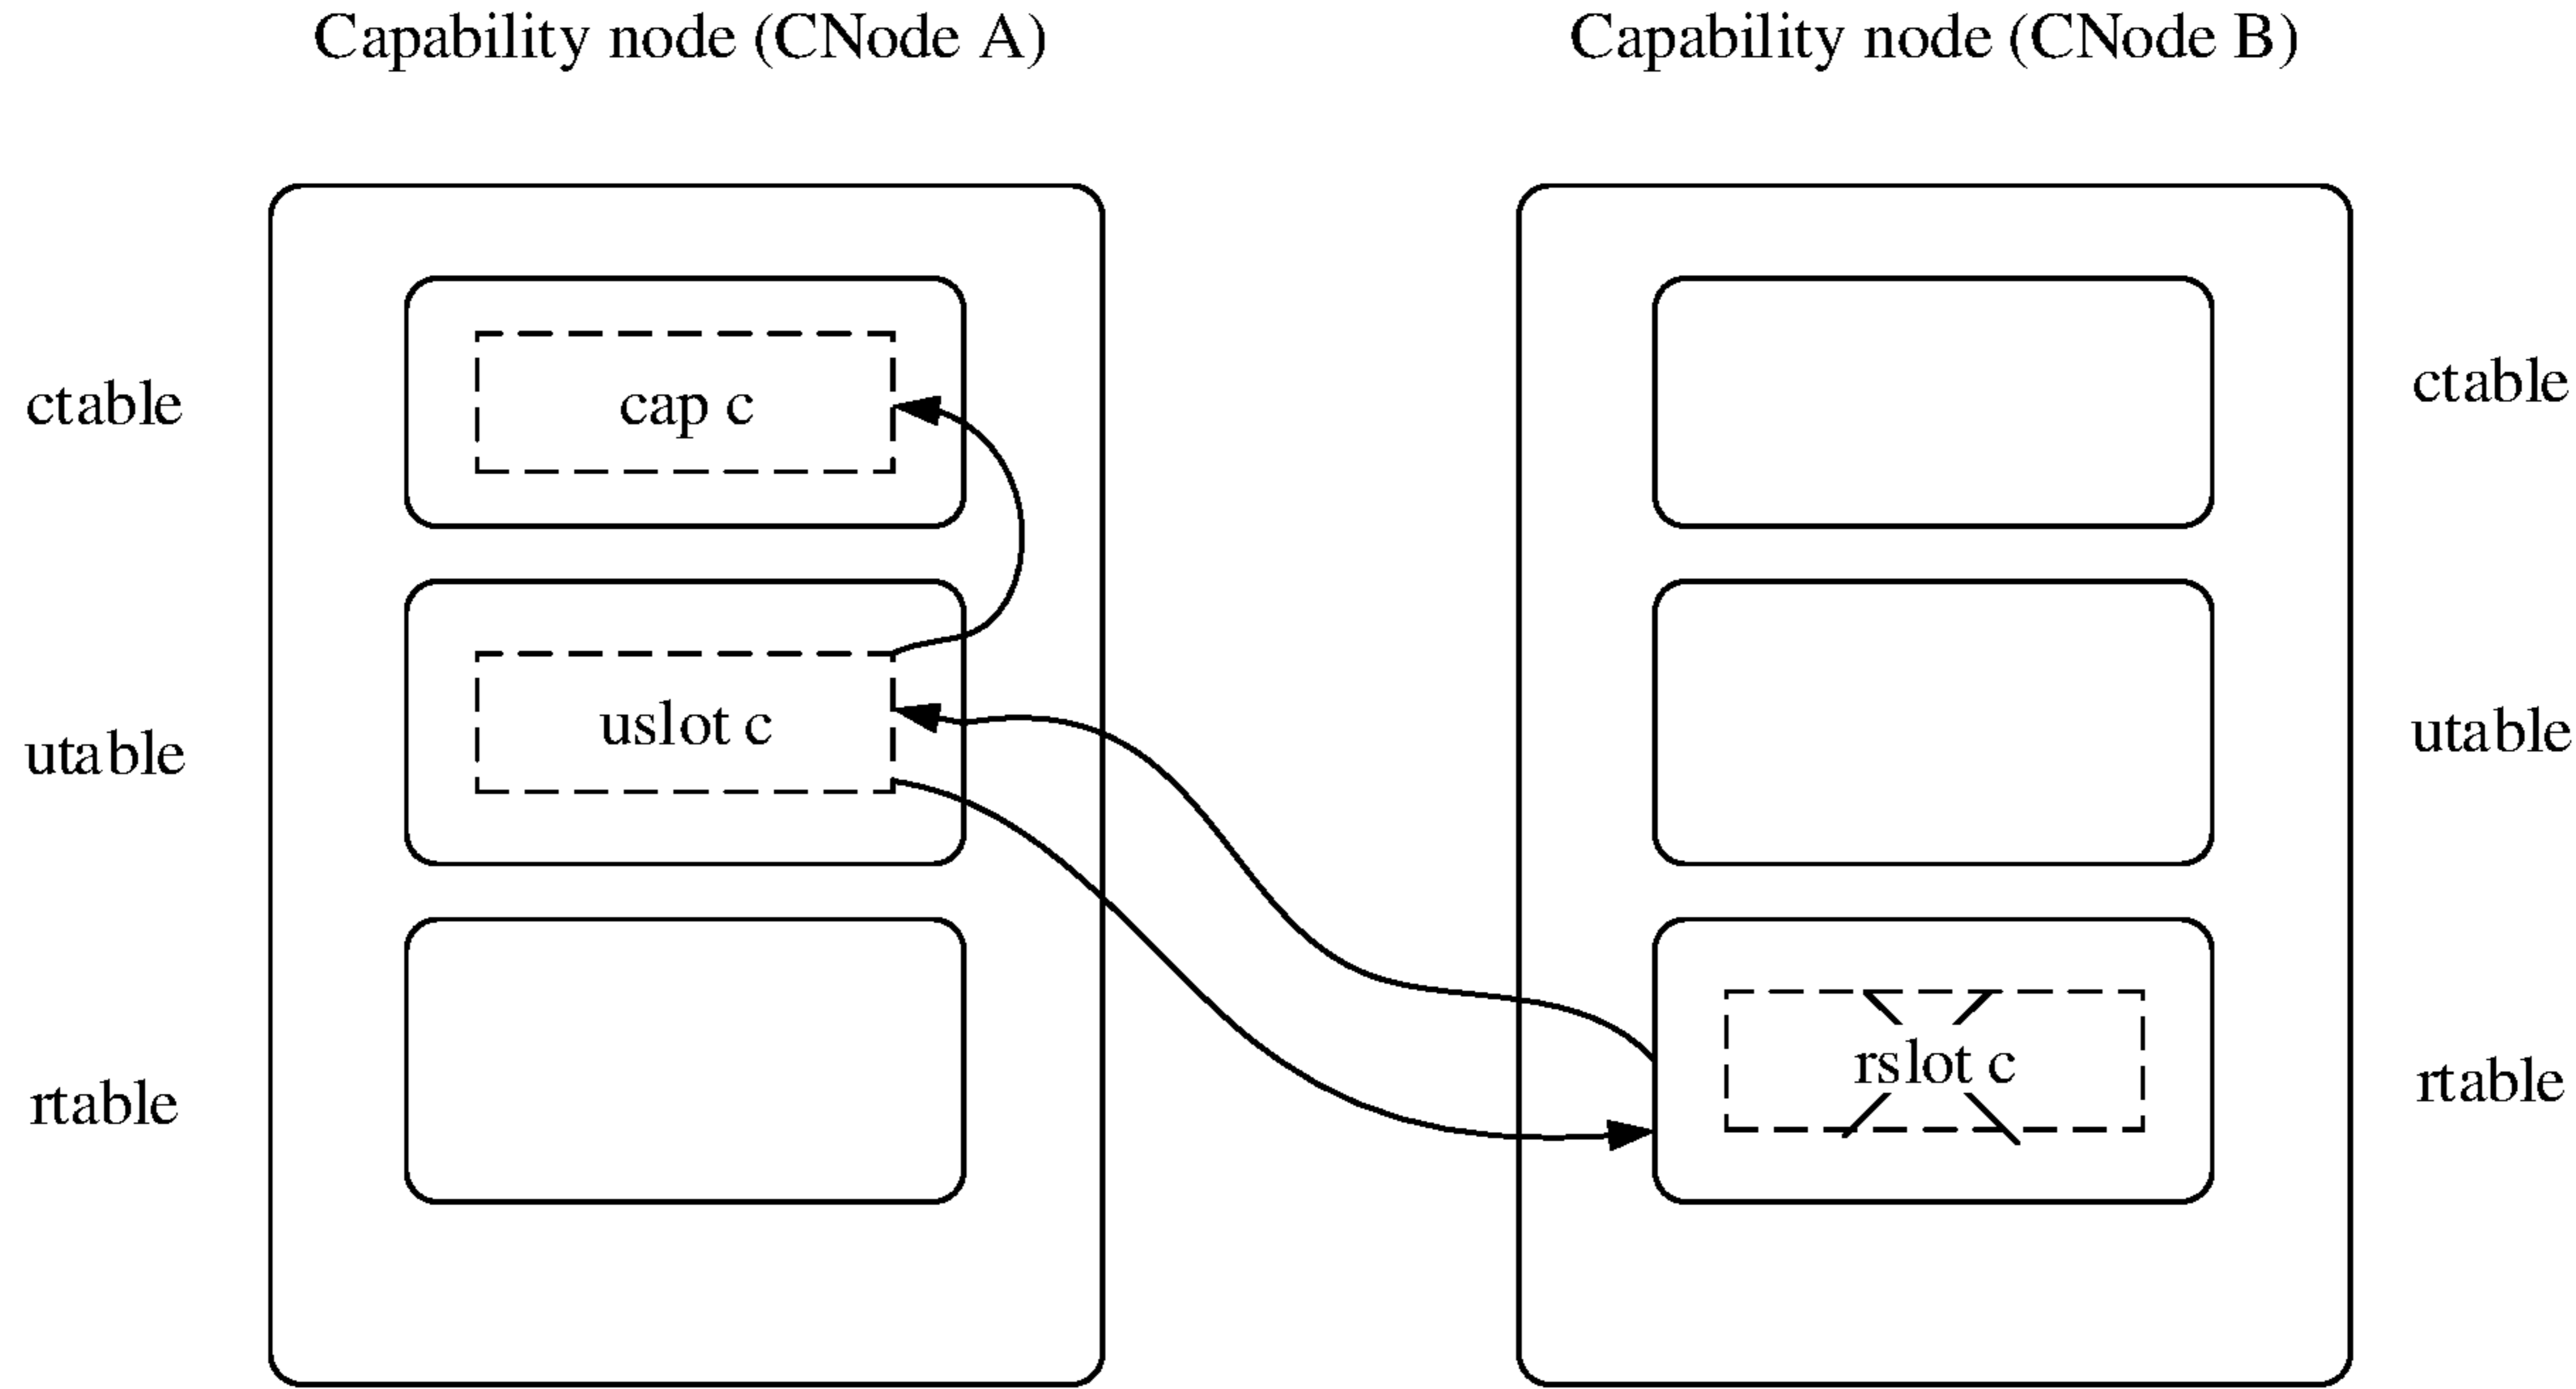 Capability node (CNode A)
Capability node (CNode B)
ctable
cap c
ctable
utable
uslot c
utable
rtable
rslot c
rtable